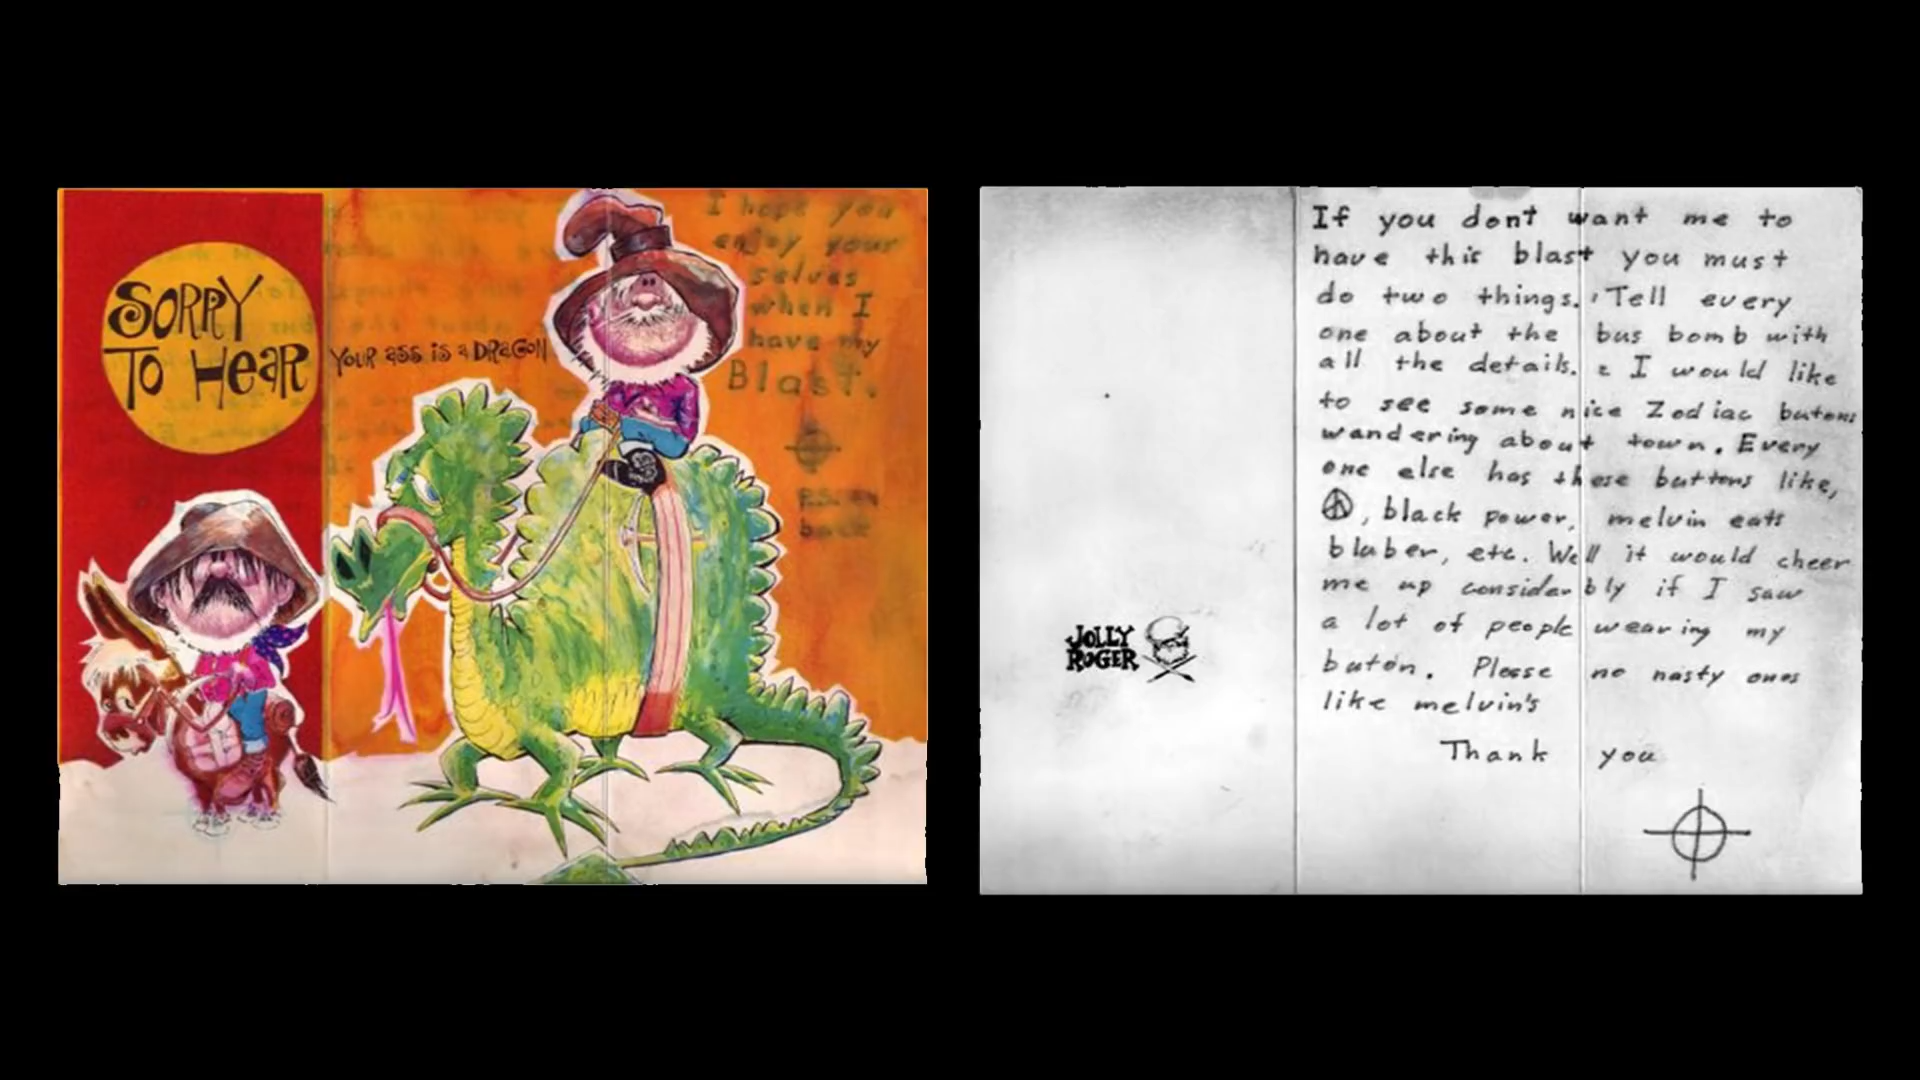 SORRY
TO HEAR
YOUR ASS IS A DRAGON
I hope you
enjoy your
selves
when I
have my
Blast.
P.S. on
back
JOLLY
ROGER
If you dont want me to
have this blast you must
do two things. Tell every
one about the bus bomb with
all the details. I would like
to see some nice Zodiac butons
wandering about town. Every
one else has these buttons like,
, black power, melvin eats
bluber, etc. Well it would cheer
me up considerably if I saw
a lot of people wearing my
buton. Please no nasty ones
like melvin's
Thank you